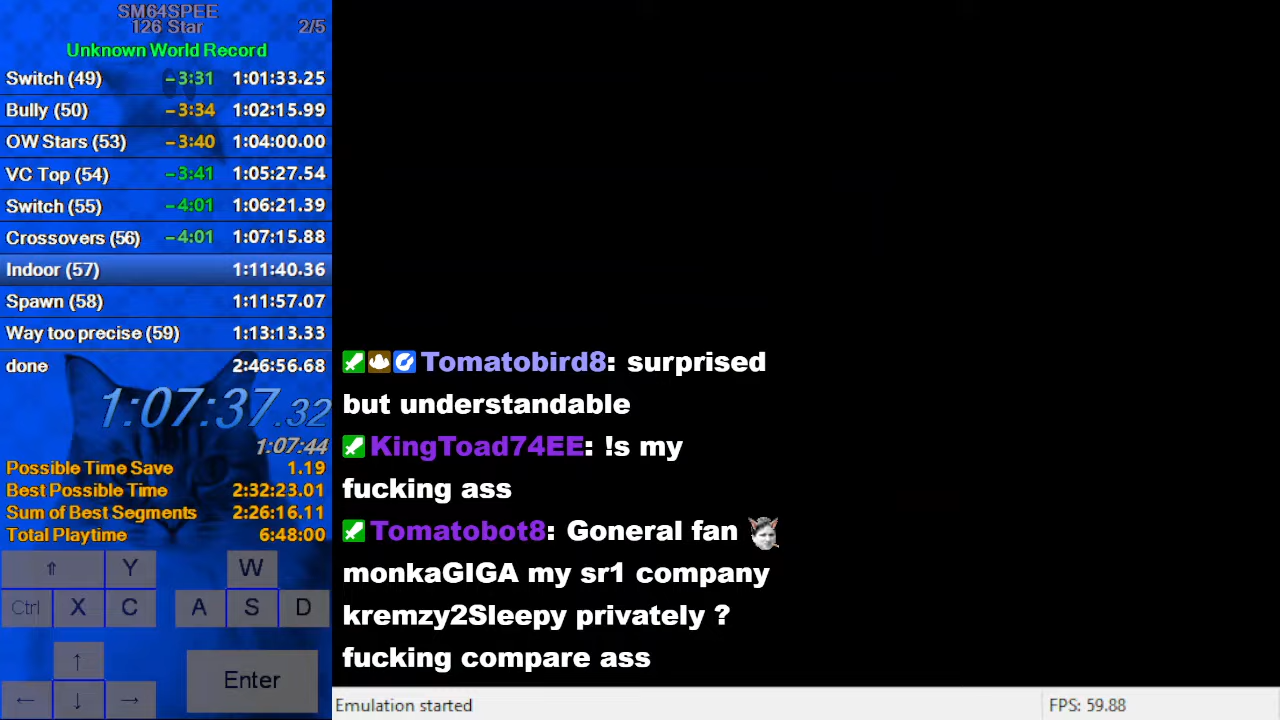 SM64SPEE
126 Star 2/5
Unknown World Record
Switch (49) -3:31 1:01:33.25
Bully (50) -3:34 1:02:15.99
OW Stars (53) -3:40 1:04:00.00
VC Top (54) -3:41 1:05:27.54
Switch (55) -4:01 1:06:21.39
Crossovers (56) -4:01 1:07:15.88
Indoor (57) 1:11:40.36
Spawn (58) 1:11:57.07
Way too precise (59) 1:13:13.33
done 2:46:56.68
1:07:37.32
1:07:44
Possible Time Save 1.19
Best Possible Time 2:32:23.01
Sum of Best Segments 2:26:16.11
Total Playtime 6:48:00
⇑ Y W
Ctrl X C A S D
↑
← ↓ → Enter
Tomatobird8: surprised
but understandable
KingToad74EE: !s my
fucking ass
Tomatobot8: Goneral fan
monkaGIGA my sr1 company
kremzy2Sleepy privately ?
fucking compare ass
Emulation started FPS: 59.88